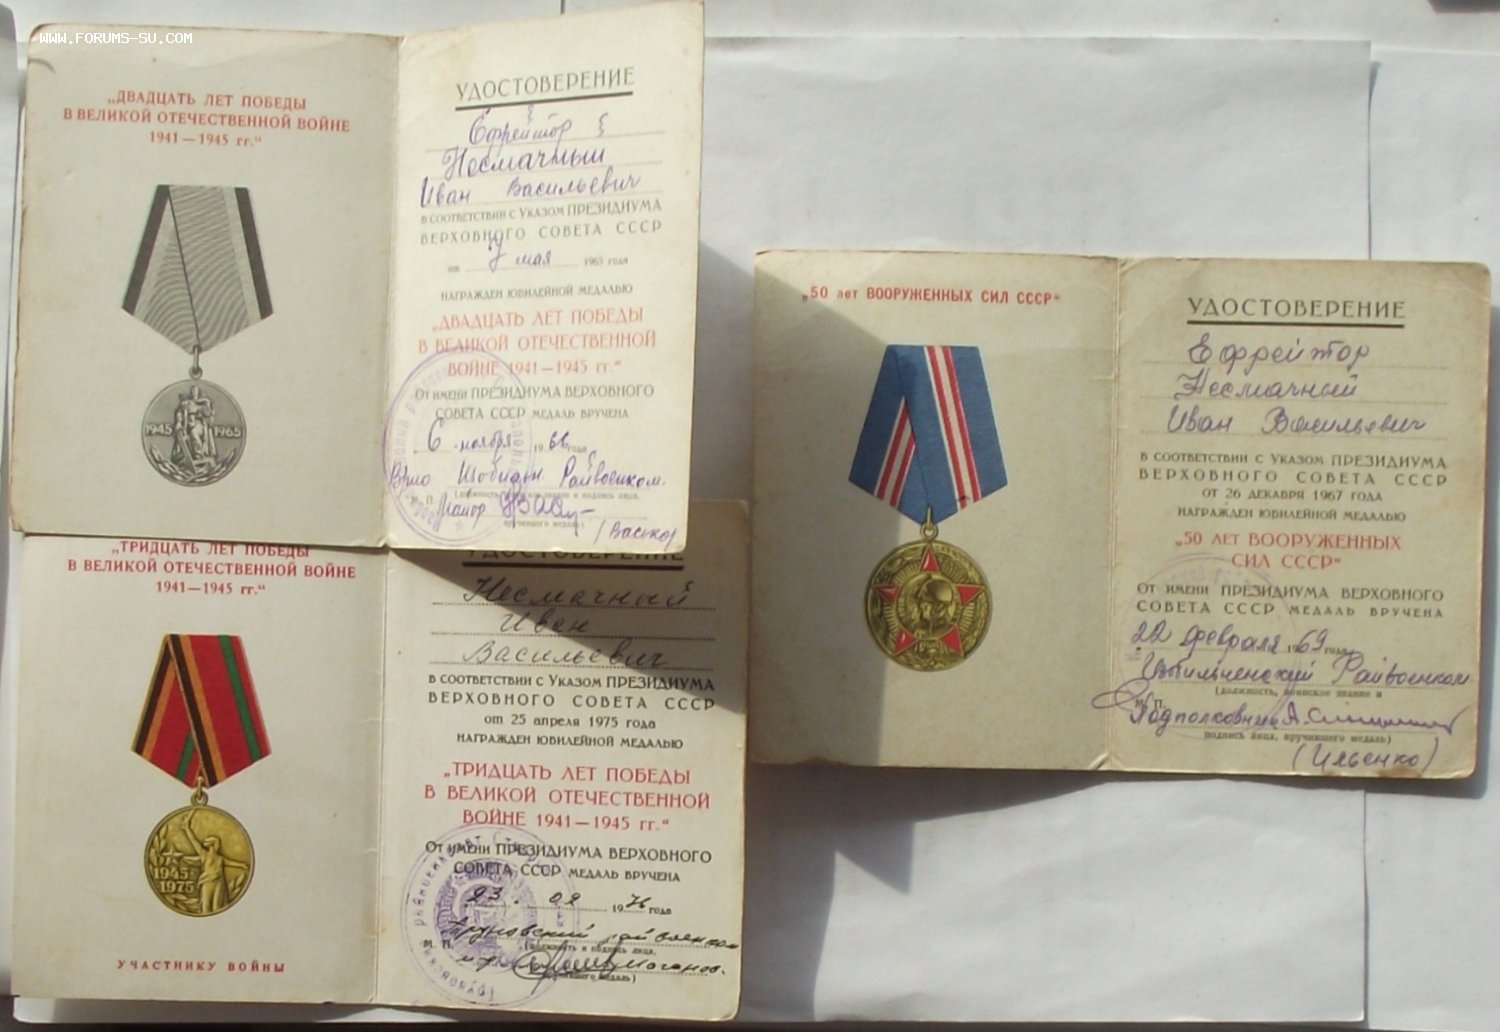 WWW.FORUMS-SU.COM
„ДВАДЦАТЬ ЛЕТ ПОБЕДЫ
В ВЕЛИКОЙ ОТЕЧЕСТВЕННОЙ ВОЙНЕ
1941—1945 гг.“
1945 1965
УДОСТОВЕРЕНИЕ
Ефрейтор
Несмачный
Иван Васильевич
в соответствии с Указом ПРЕЗИДИУМА
ВЕРХОВНОГО СОВЕТА СССР
от 7 мая 1965 года
НАГРАЖДЕН ЮБИЛЕЙНОЙ МЕДАЛЬЮ
„ДВАДЦАТЬ ЛЕТ ПОБЕДЫ
В ВЕЛИКОЙ ОТЕЧЕСТВЕННОЙ
ВОЙНЕ 1941—1945 гг.“
От имени ПРЕЗИДИУМА ВЕРХОВНОГО
СОВЕТА СССР МЕДАЛЬ ВРУЧЕНА
6 ноября 1966 года
Райвоенком.
М. П.
Майор
(Васько)
„ТРИДЦАТЬ ЛЕТ ПОБЕДЫ
В ВЕЛИКОЙ ОТЕЧЕСТВЕННОЙ ВОЙНЕ
1941—1945 гг.“
1945
1975
УЧАСТНИКУ ВОЙНЫ
УДОСТОВЕРЕНИЕ
Несмачный
Иван
Васильевич
в соответствии с Указом ПРЕЗИДИУМА
ВЕРХОВНОГО СОВЕТА СССР
от 25 апреля 1975 года
НАГРАЖДЕН ЮБИЛЕЙНОЙ МЕДАЛЬЮ
„ТРИДЦАТЬ ЛЕТ ПОБЕДЫ
В ВЕЛИКОЙ ОТЕЧЕСТВЕННОЙ
ВОЙНЕ 1941—1945 гг.“
От имени ПРЕЗИДИУМА ВЕРХОВНОГО
СОВЕТА СССР МЕДАЛЬ ВРУЧЕНА
23. 02 1976 года
Труновский райвоенком
М. П. (должность и подпись лица,
„50 лет ВООРУЖЕННЫХ СИЛ СССР“
УДОСТОВЕРЕНИЕ
Ефрейтор
Несмачный
Иван Васильевич
в соответствии с Указом ПРЕЗИДИУМА
ВЕРХОВНОГО СОВЕТА СССР
от 26 ДЕКАБРЯ 1967 ГОДА
НАГРАЖДЕН ЮБИЛЕЙНОЙ МЕДАЛЬЮ
„50 ЛЕТ ВООРУЖЕННЫХ
СИЛ СССР“
От имени ПРЕЗИДИУМА ВЕРХОВНОГО
СОВЕТА СССР МЕДАЛЬ ВРУЧЕНА
22 февраля 1969 года
Райвоенком
(должность, воинское звание и
М. П.
Подполковник
подпись лица, вручившего медаль)
(Ильенко)